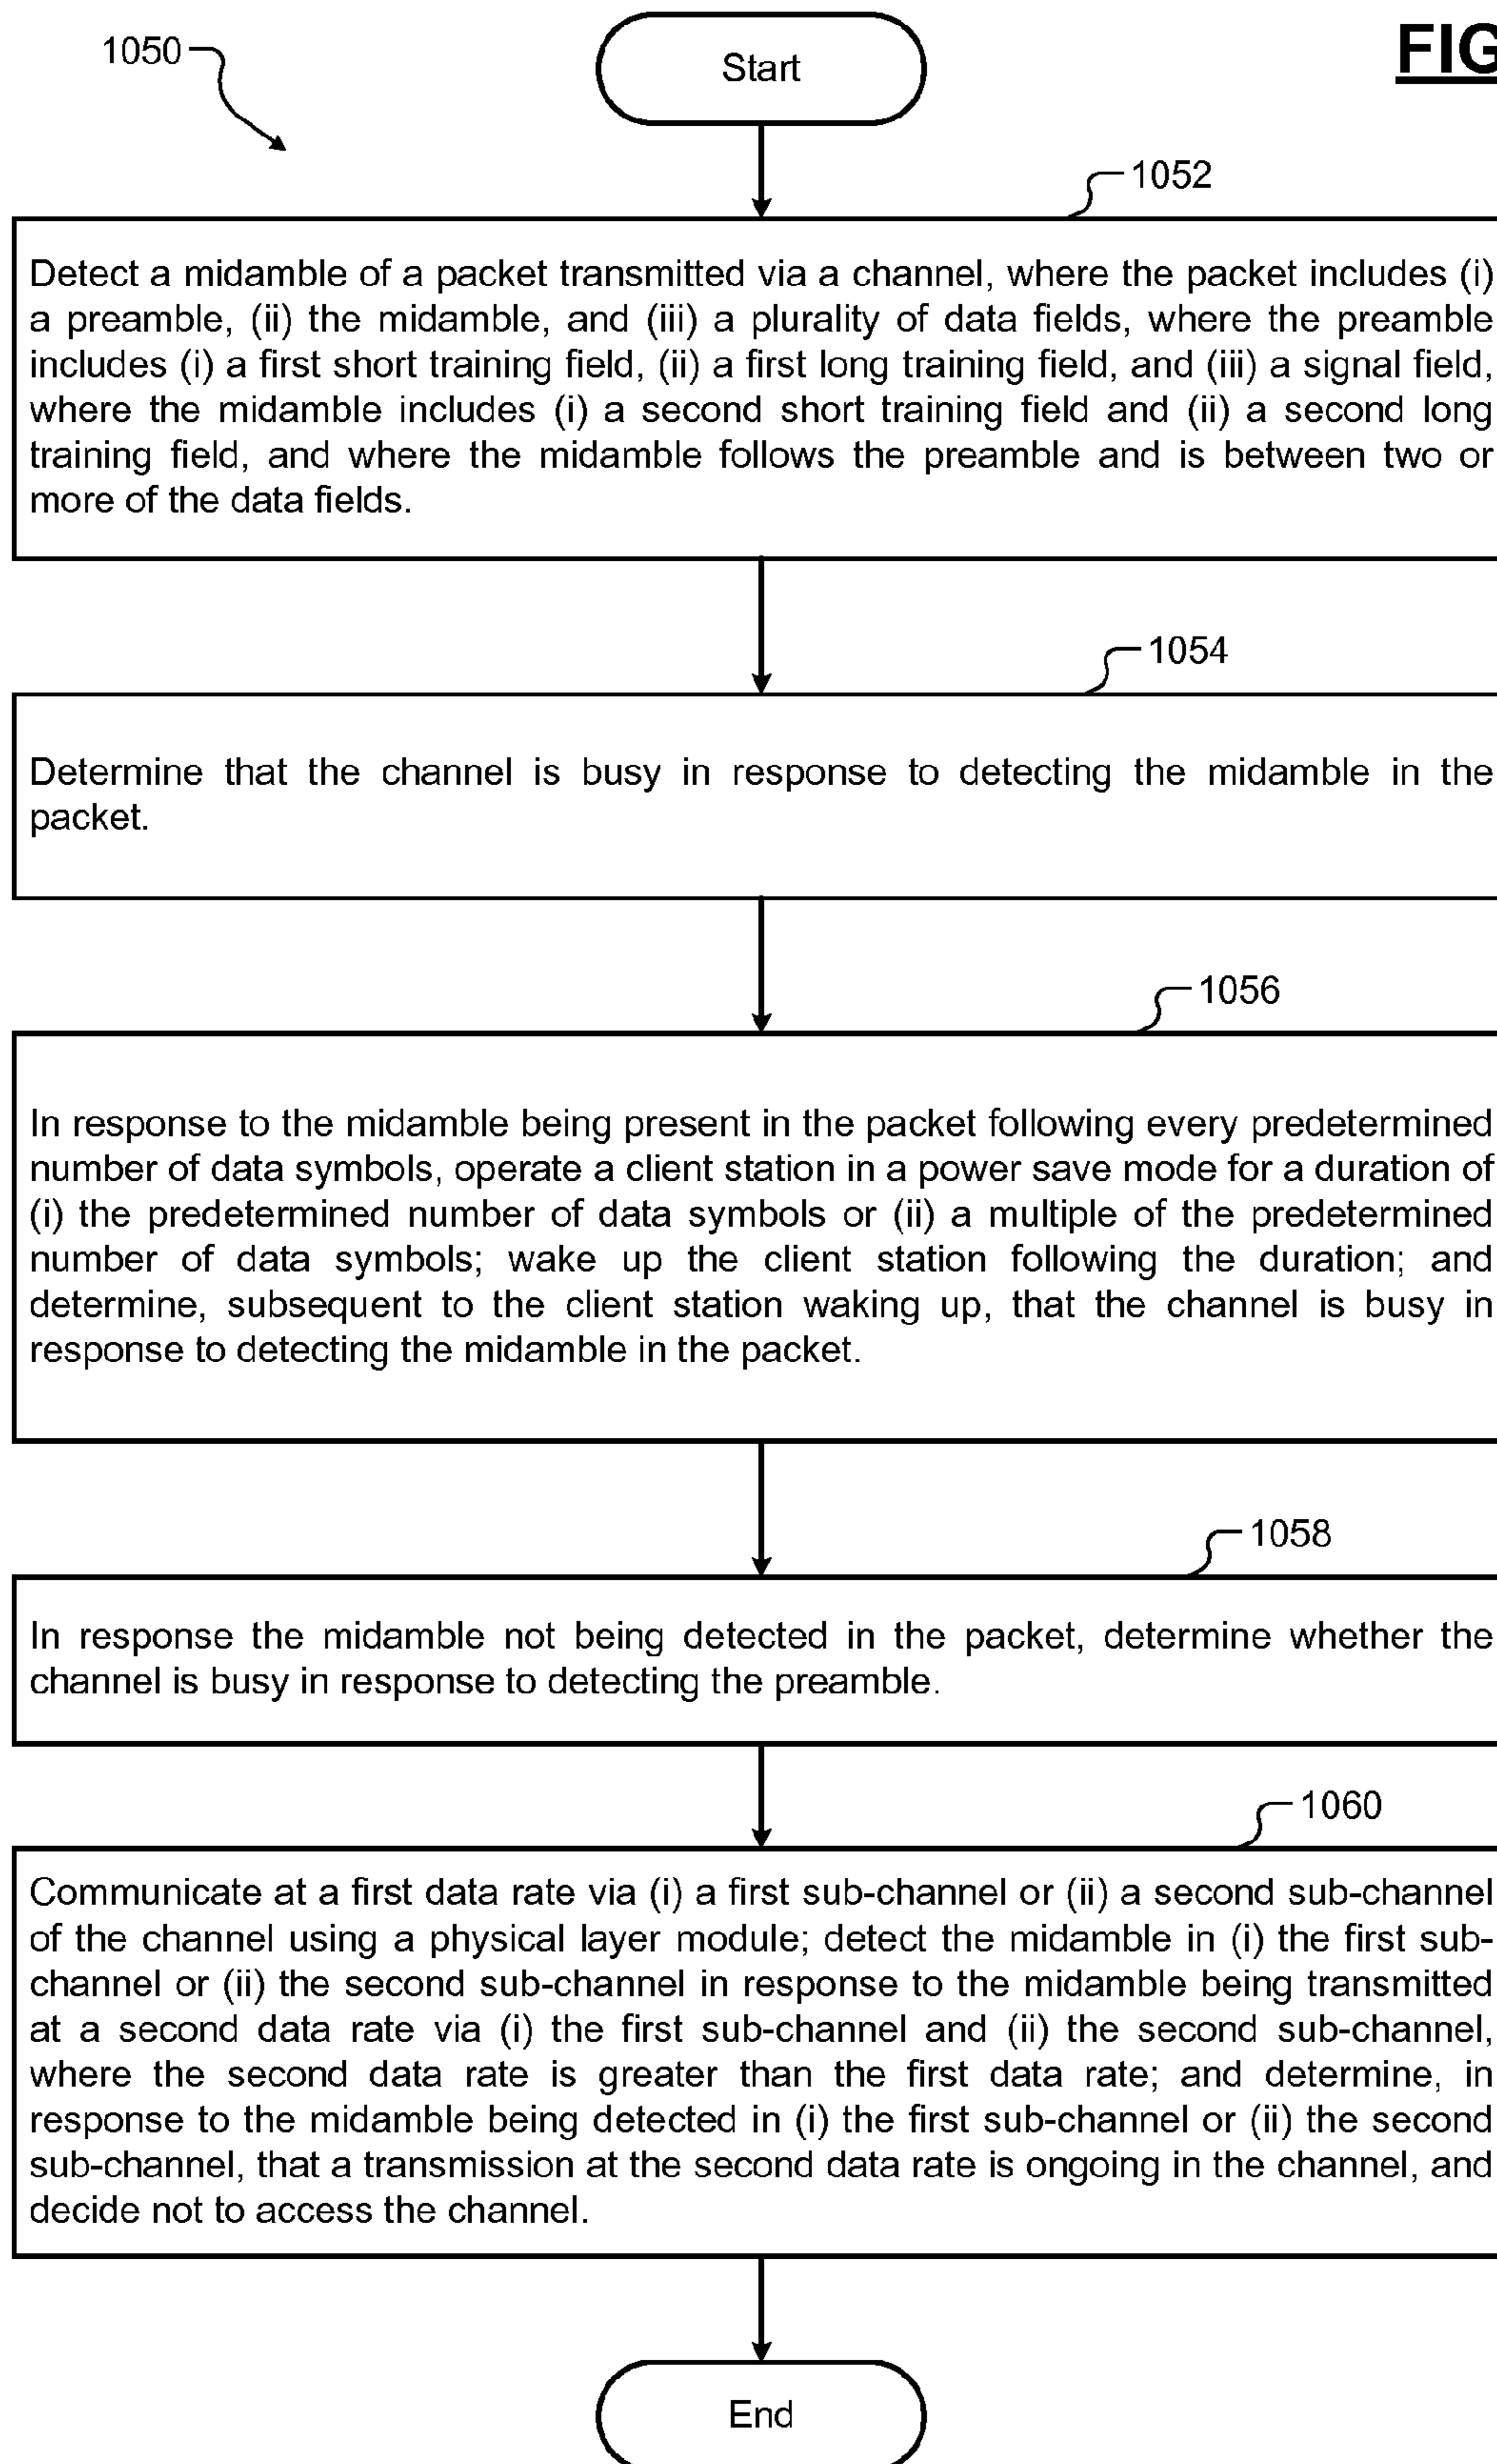 1050
Start
FIG
1052
Detect a midamble of a packet transmitted via a channel, where the packet includes (i)
a preamble, (ii) the midamble, and (iii) a plurality of data fields, where the preamble
includes (i) a first short training field, (ii) a first long training field, and (iii) a signal field,
where the midamble includes (i) a second short training field and (ii) a second long
training field, and where the midamble follows the preamble and is between two or
more of the data fields.
1054
Determine that the channel is busy in response to detecting the midamble in the
packet.
1056
In response to the midamble being present in the packet following every predetermined
number of data symbols, operate a client station in a power save mode for a duration of
(i) the predetermined number of data symbols or (ii) a multiple of the predetermined
number of data symbols; wake up the client station following the duration; and
determine, subsequent to the client station waking up, that the channel is busy in
response to detecting the midamble in the packet.
1058
In response the midamble not being detected in the packet, determine whether the
channel is busy in response to detecting the preamble.
1060
Communicate at a first data rate via (i) a first sub-channel or (ii) a second sub-channel
of the channel using a physical layer module; detect the midamble in (i) the first sub-
channel or (ii) the second sub-channel in response to the midamble being transmitted
at a second data rate via (i) the first sub-channel and (ii) the second sub-channel,
where the second data rate is greater than the first data rate; and determine, in
response to the midamble being detected in (i) the first sub-channel or (ii) the second
sub-channel, that a transmission at the second data rate is ongoing in the channel, and
decide not to access the channel.
End